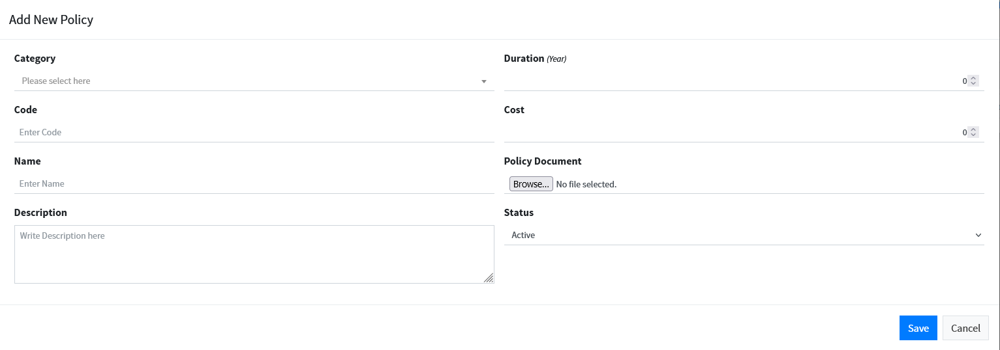 Add New Policy
Category
Please select here
Duration (Year)
0
Code
Enter Code
Cost
0
Name
Enter Name
Policy Document
Browse... No file selected.
Description
Write Description here
Status
Active
Save
Cancel